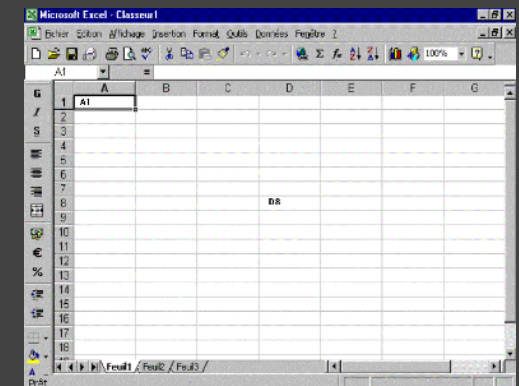 Microsoft Excel - Classeur1
Fichier Edition Affichage Insertion Format Outils Données Fenêtre ?
100%
A1 =
G A B C D E F G
1 A1
I
2
S 3
4
5
6
7
8 D8
9
10
€ 11
12
% 13
14
15
16
17
18
Feuil1 Feuil2 Feuil3
A
Prêt